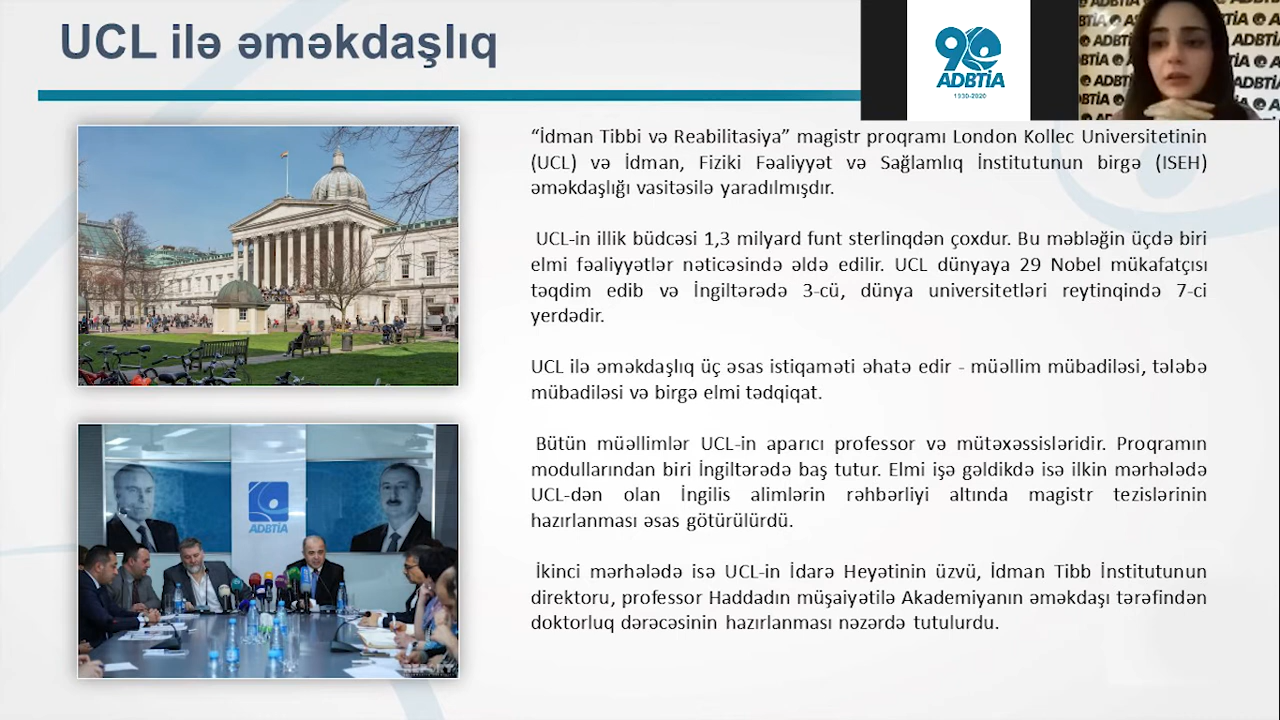 UCL ilə əməkdaşlıq
90
ADBTİA
1930-2020
“İdman Tibbi və Reabilitasiya” magistr proqramı London Kollec Universitetinin
(UCL) və İdman, Fiziki Fəaliyyət və Sağlamlıq İnstitutunun birgə (ISEH)
əməkdaşlığı vasitəsilə yaradılmışdır.
UCL-in illik büdcəsi 1,3 milyard funt sterlinqdən çoxdur. Bu məbləğin üçdə biri
elmi fəaliyyətlər nəticəsində əldə edilir. UCL dünyaya 29 Nobel mükafatçısı
təqdim edib və İngiltərədə 3-cü, dünya universitetləri reytinqində 7-ci
yerdədir.
UCL ilə əməkdaşlıq üç əsas istiqaməti əhatə edir - müəllim mübadiləsi, tələbə
mübadiləsi və birgə elmi tədqiqat.
Bütün müəllimlər UCL-in aparıcı professor və mütəxəssisləridir. Proqramın
modullarından biri İngiltərədə baş tutur. Elmi işə gəldikdə isə ilkin mərhələdə
UCL-dən olan İngilis alimlərin rəhbərliyi altında magistr tezislərinin
hazırlanması əsas götürülürdü.
İkinci mərhələdə isə UCL-in İdarə Heyətinin üzvü, İdman Tibb İnstitutunun
direktoru, professor Haddadın müşaiyətilə Akademiyanın əməkdaşı tərəfindən
doktorluq dərəcəsinin hazırlanması nəzərdə tutulurdu.
ADBTİA
REPORT